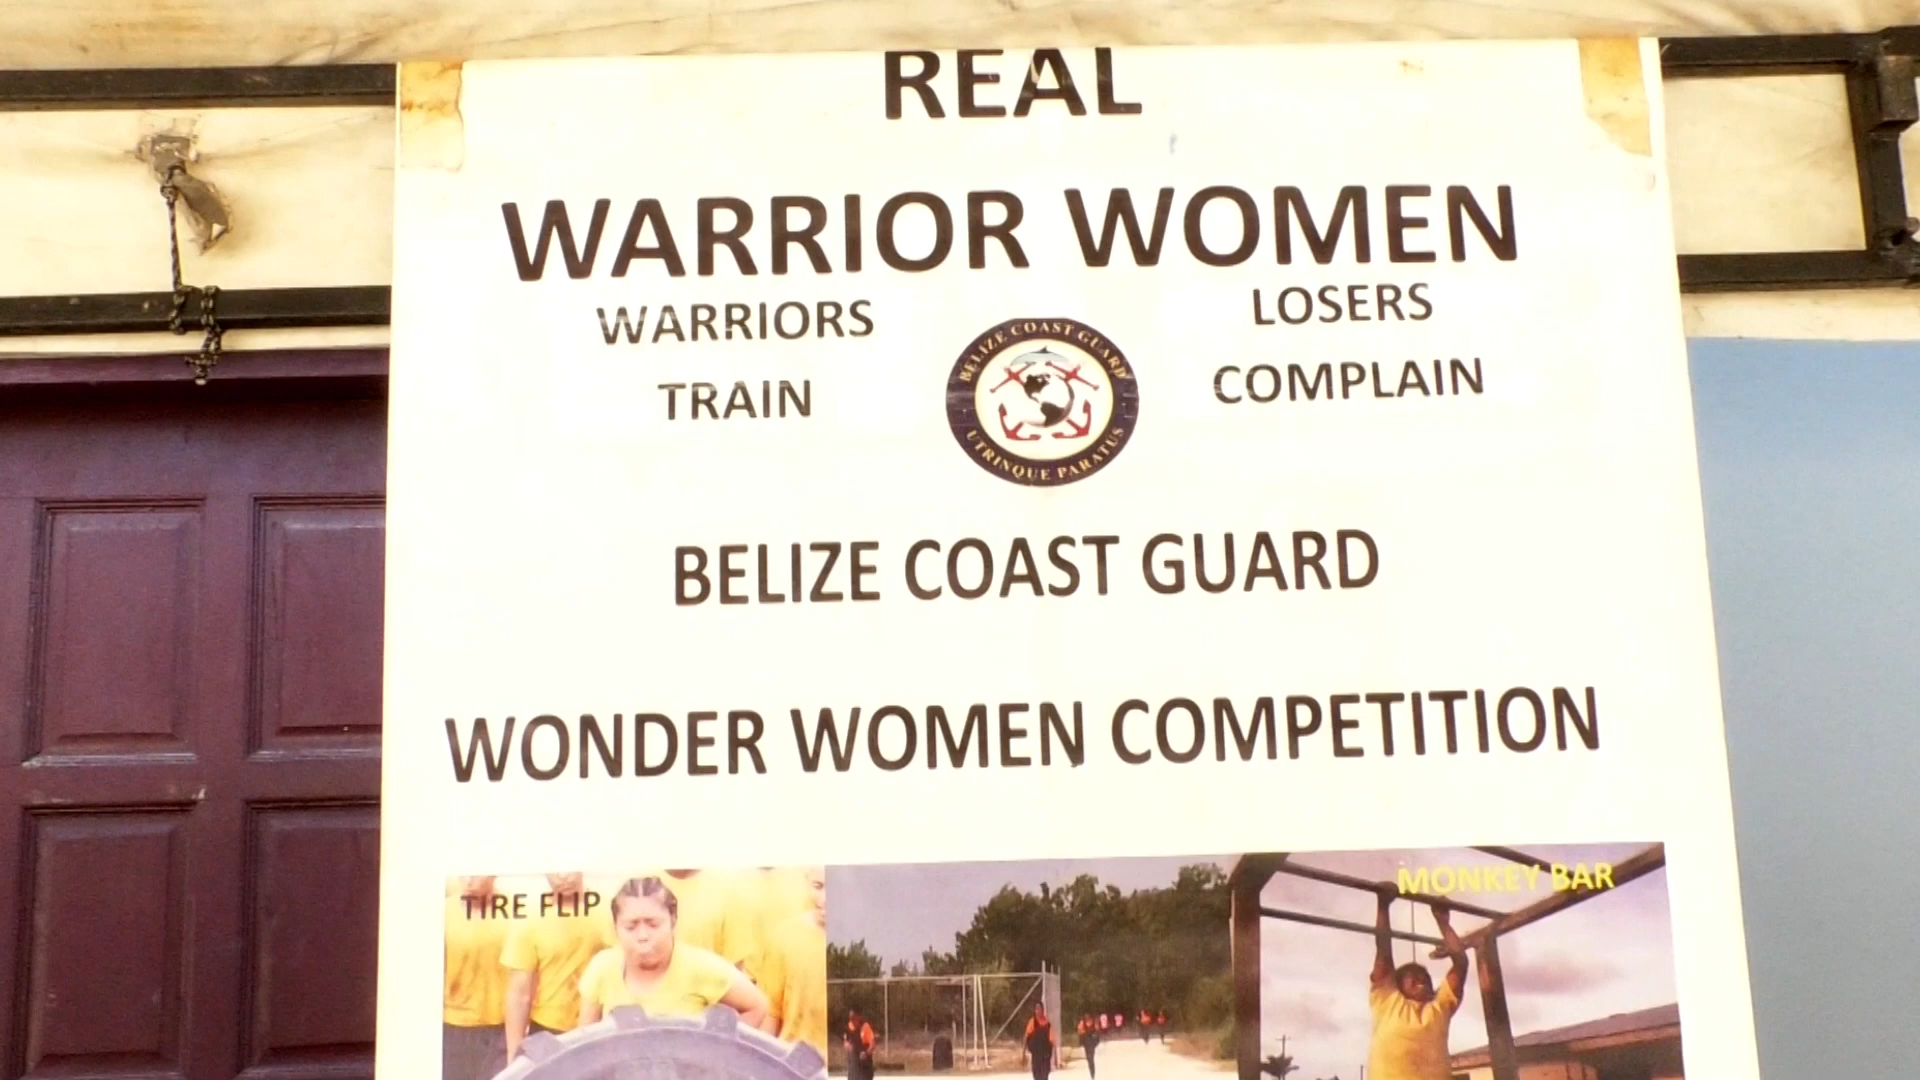 REAL
WARRIOR WOMEN
WARRIORS
TRAIN
LOSERS
COMPLAIN
BELIZE COAST GUARD
UTRINQUE PARATUS
BELIZE COAST GUARD
WONDER WOMEN COMPETITION
TIRE FLIP
MONKEY BAR